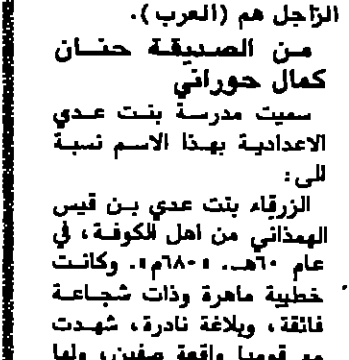 الزاجل هم (العرب).
من الصديقة حنان
كمال حوراني
سميت مدرسة بنت عدي
الاعدادية بهذا الاسم نسبة
للى:
الزرقاء بنت عدي بن قيس
الهمذاني من اهل الكوفة، في
عام ٦٠هـ. «٦٨٠م». وكانت
خطيبة ماهرة وذات شجاعة
فائقة، وبلاغة نادرة، شهدت
مع قومها واقعة صفين، ولها